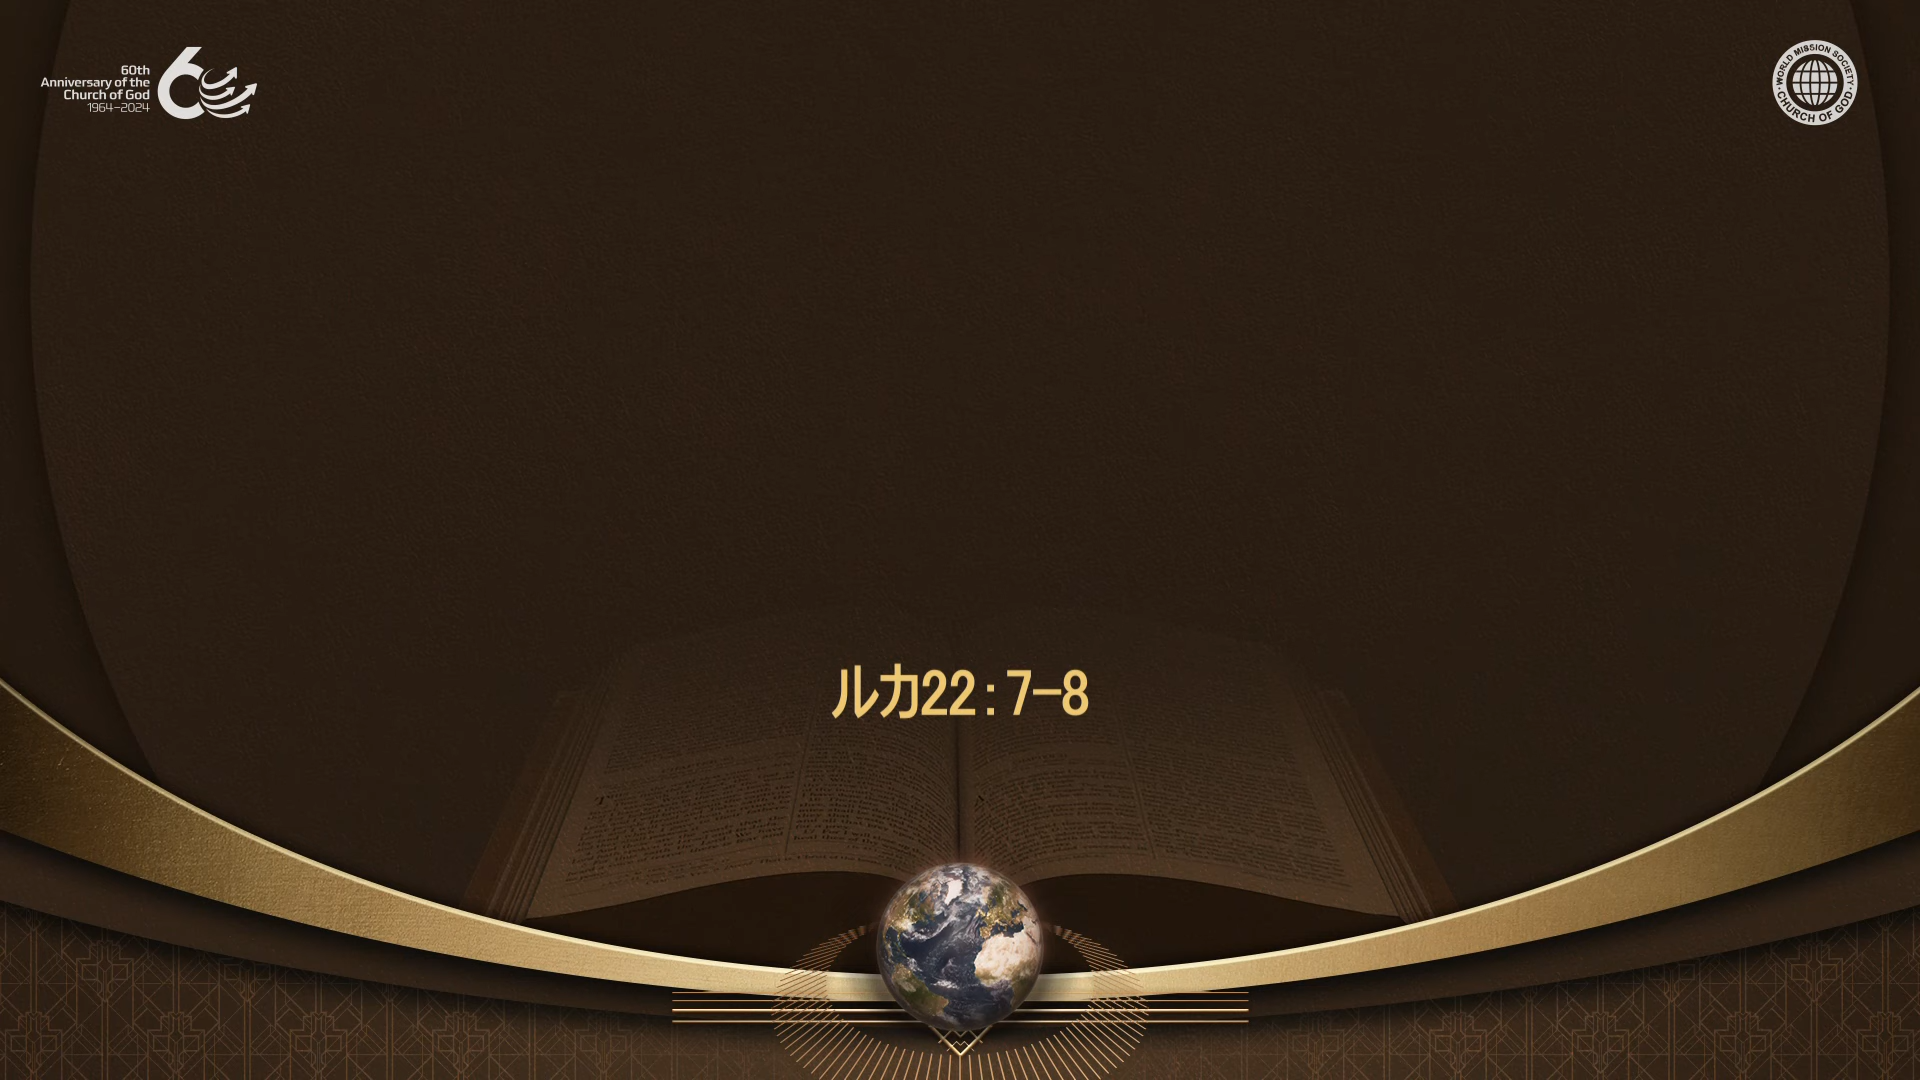 60th
Anniversary of the
Church of God
1964–2024
60
WORLD MISSION SOCIETY
CHURCH OF GOD
ルカ22:7–8